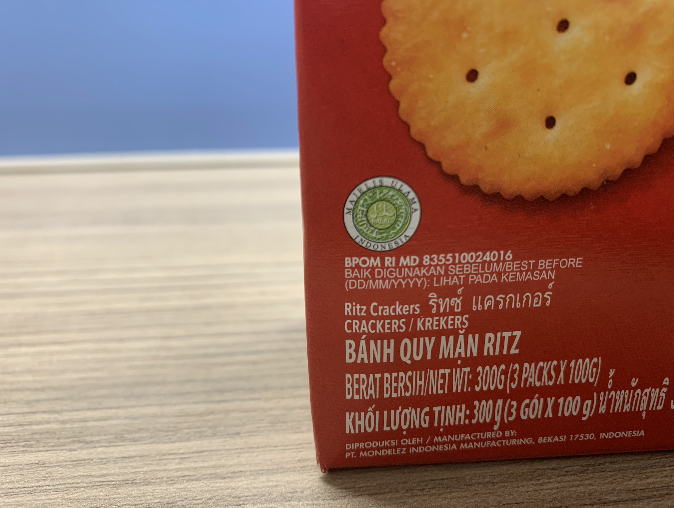 MAJELIS ULAMA
INDONESIA
BPOM RI MD 835510024016
BAIK DIGUNAKAN SEBELUM/BEST BEFORE
(DD/MM/YYYY): LIHAT PADA KEMASAN
Ritz Crackers ริทซ์ แครกเกอร์
CRACKERS / KREKERS
BÁNH QUY MẶN RITZ
BERAT BERSIH/NET WT: 300G (3 PACKS X 100G)
KHỐI LƯỢNG TỊNH: 300 g (3 GÓI X 100 g) น้ำหนักสุทธิ
DIPRODUKSI OLEH / MANUFACTURED BY:
PT. MONDELEZ INDONESIA MANUFACTURING, BEKASI 17530, INDONESIA